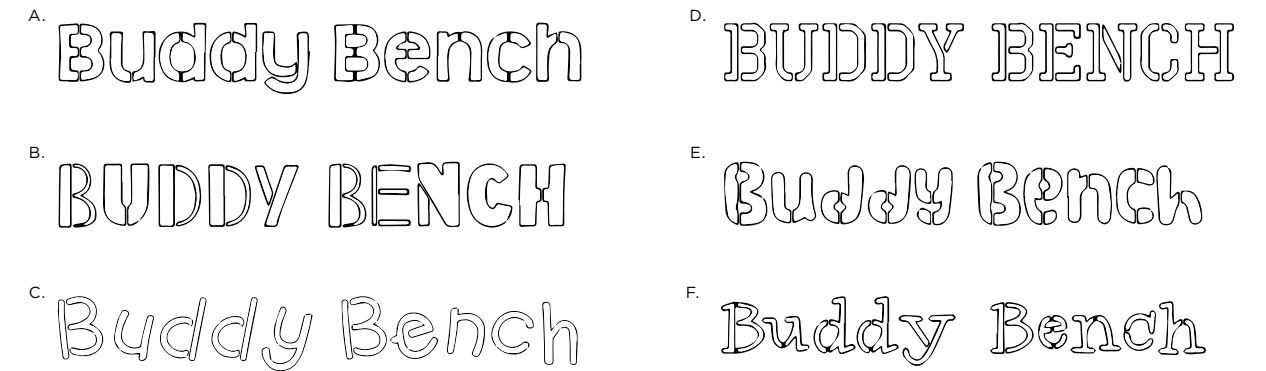 A. Buddy Bench
B. BUDDY BENCH
C. Buddy Bench
D. BUDDY BENCH
E. Buddy Bench
F. Buddy Bench